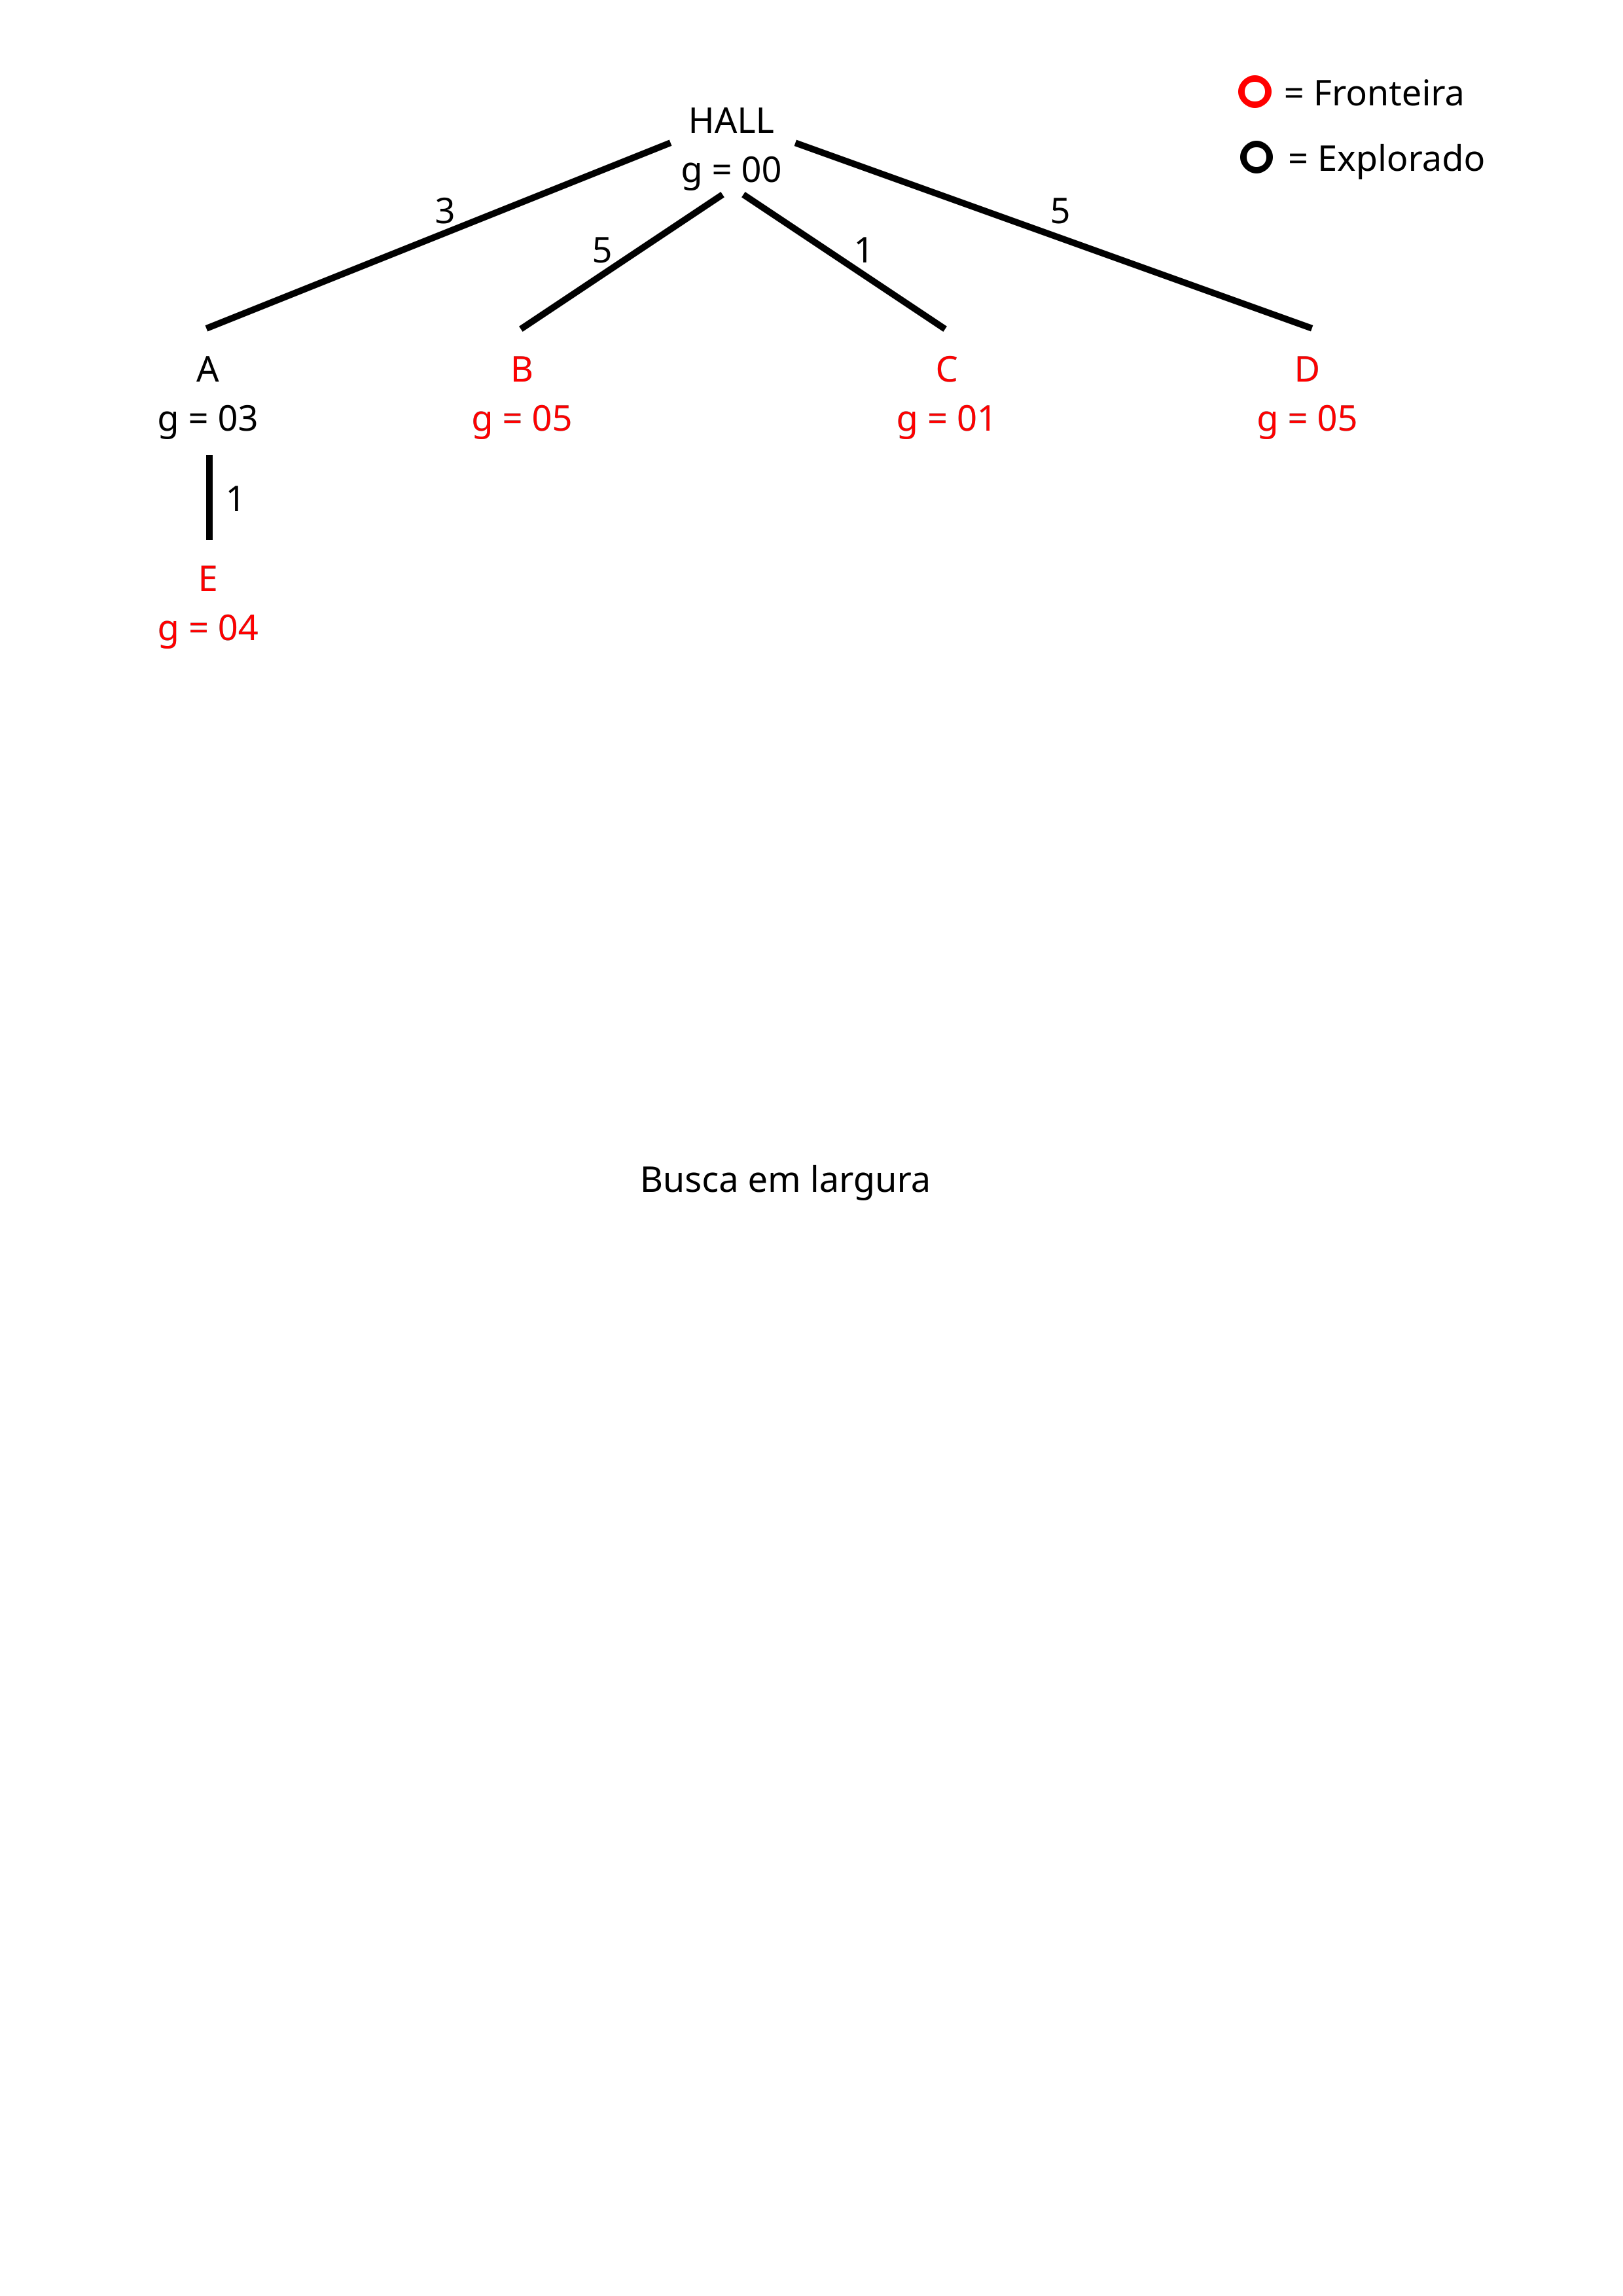 = Fronteira
HALL
= Explorado
g = 00
3
5
5
1
A
B
C
D
g = 03
g = 05
g = 01
g = 05
1
E
g = 04
Busca em largura